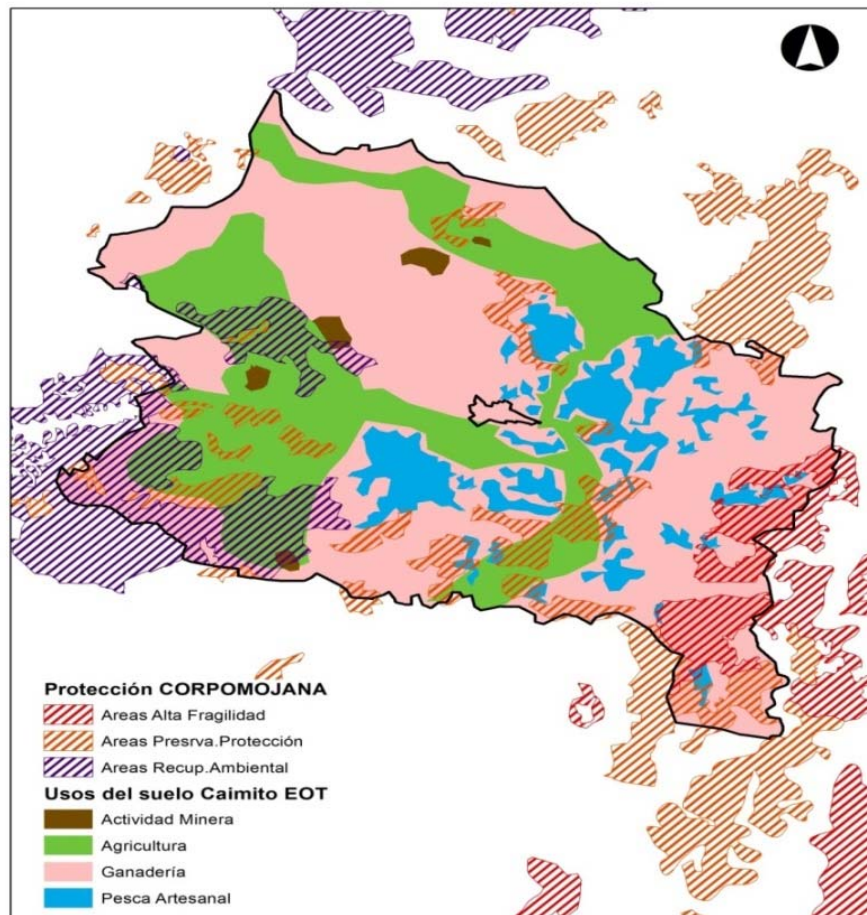 Protección CORPOMOJANA
Areas Alta Fragilidad
Areas Presrva.Protección
Areas Recup.Ambiental
Usos del suelo Caimito EOT
Actividad Minera
Agricultura
Ganadería
Pesca Artesanal